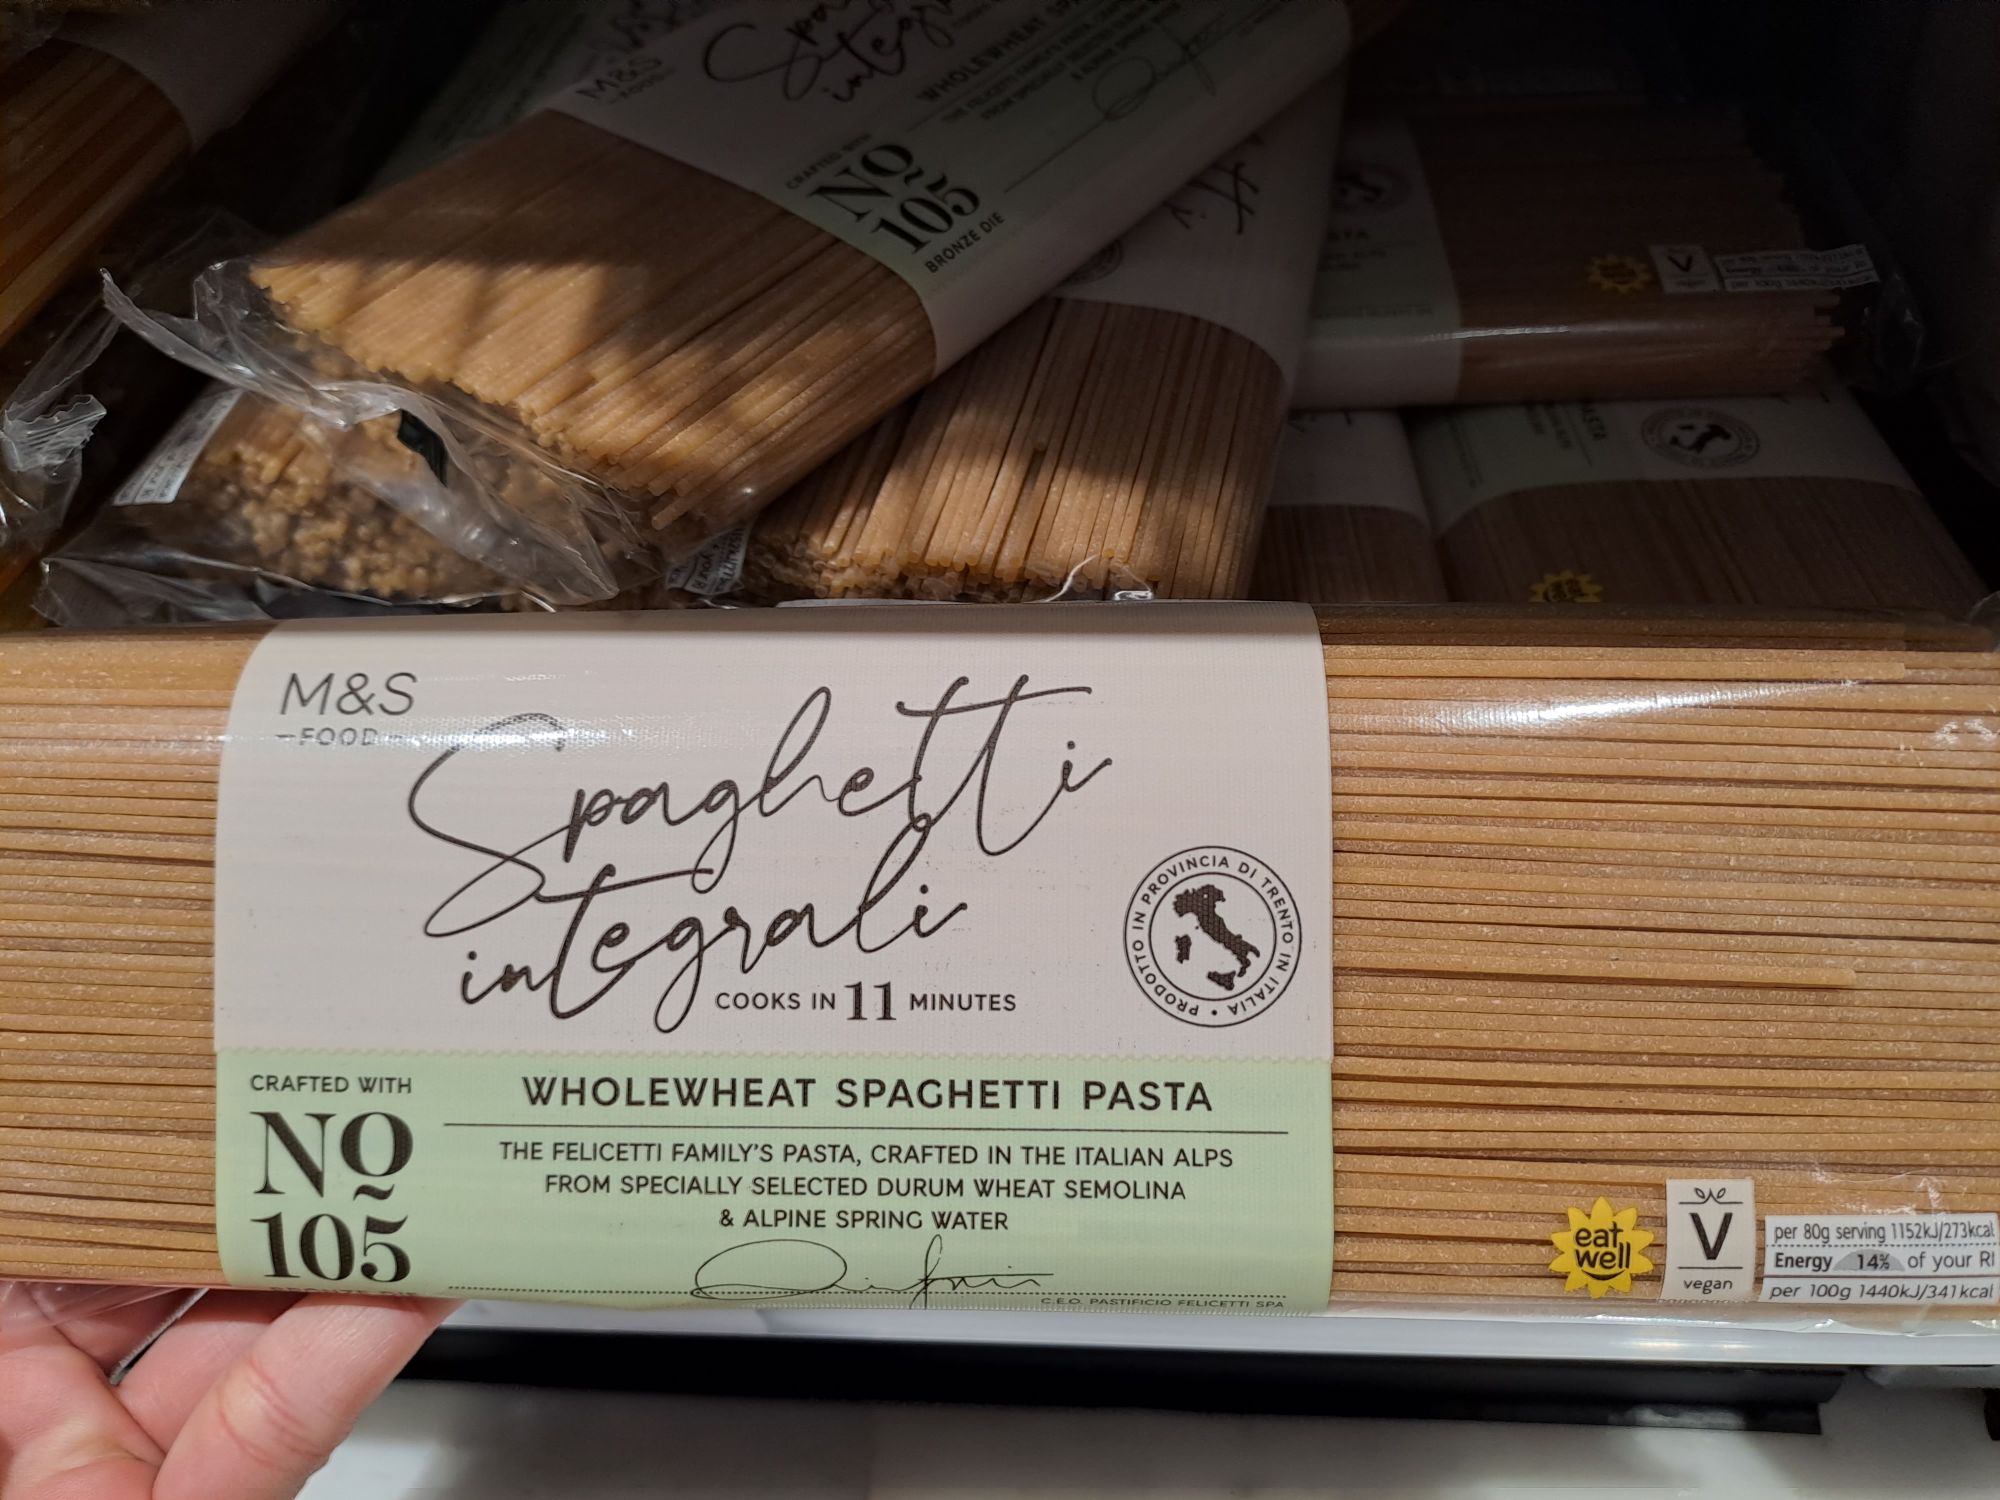 M&S
FOOD
Spaghetti
integrali
WHOLEWHEAT
CRAFTED WITH
NO
105
BRONZE DIE
M&S
FOOD
Spaghetti
integrali
COOKS IN 11 MINUTES
PRODOTTO IN PROVINCIA DI TRENTO IN ITALIA •
CRAFTED WITH
NO
105
WHOLEWHEAT SPAGHETTI PASTA
THE FELICETTI FAMILY'S PASTA, CRAFTED IN THE ITALIAN ALPS
FROM SPECIALLY SELECTED DURUM WHEAT SEMOLINA
& ALPINE SPRING WATER
C.E.O. PASTIFICIO FELICETTI SPA
eat
well
V
vegan
per 80g serving 1152kJ/273kcal
Energy 14% of your RI
per 100g 1440kJ/341kcal